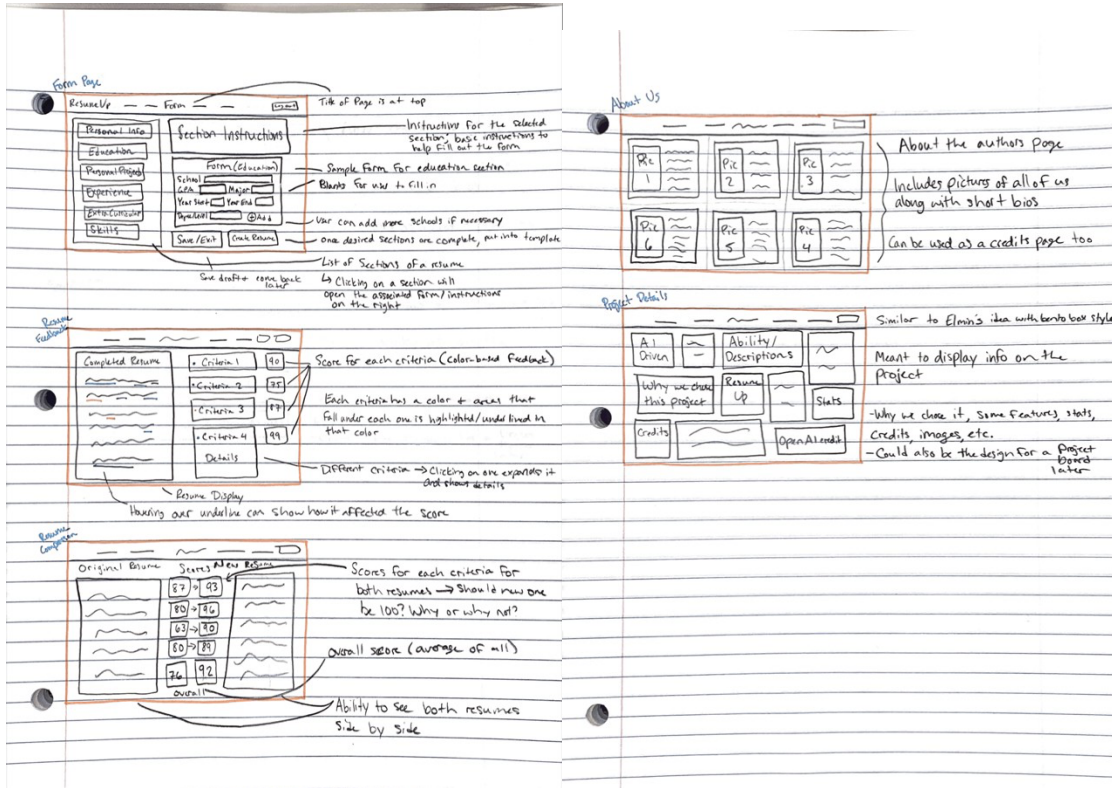 Form Page
ResumeUp — — Form — —
Log out
Title of Page is at top
Personal Info
Education
Personal Project
Experience
Extra Curricular
Skills
Section Instructions
Instructions for the selected
section; base instructions to
help fill out the form
Form (Education)
School
GPA Major
Year Start Year End
+ Add
Sample Form for education section
Blanks for user to fill in
User can add more schools if necessary
Save/Exit
Create Resume
once desired sections are complete, put into template
Save draft + come back
later
List of Sections of a resume
↳ Clicking on a section will
open the associated form/instructions
on the right
Resume
Feedback
Completed Resume
• Criteria 1 90
• Criteria 2 75
• Criteria 3 87
• Criteria 4 99
Details
Score for each criteria (color-based feedback)
Each criteria has a color + areas that
fall under each one is highlighted/underlined in
that color
Different criteria → Clicking on one expands it
and shows details
Resume Display
Hovering over underline can show how it affected the score
Resume
Comparison
Original Resume Scores New Resume
87 → 93
80 → 96
63 → 90
80 → 89
76 92
overall
Scores for each criteria for
both resumes → Should new one
be 100? Why or why not?
overall score (average of all)
Ability to see both resumes
side by side
About Us
Pic 1
Pic 2
Pic 3
Pic 6
Pic 5
Pic 4
About the authors page
Includes pictures of all of us
along with short bios
Can be used as a credits page too
Project Details
AI
Driven
Ability/
Descriptions
Why we chose
this project
Resume
Up
Stats
Credits
OpenAI credit
Similar to Elmin's idea with bento box style
Meant to display info on the
project
- Why we chose it, some features, stats,
credits, images, etc.
- Could also be the design for a Project
board
later